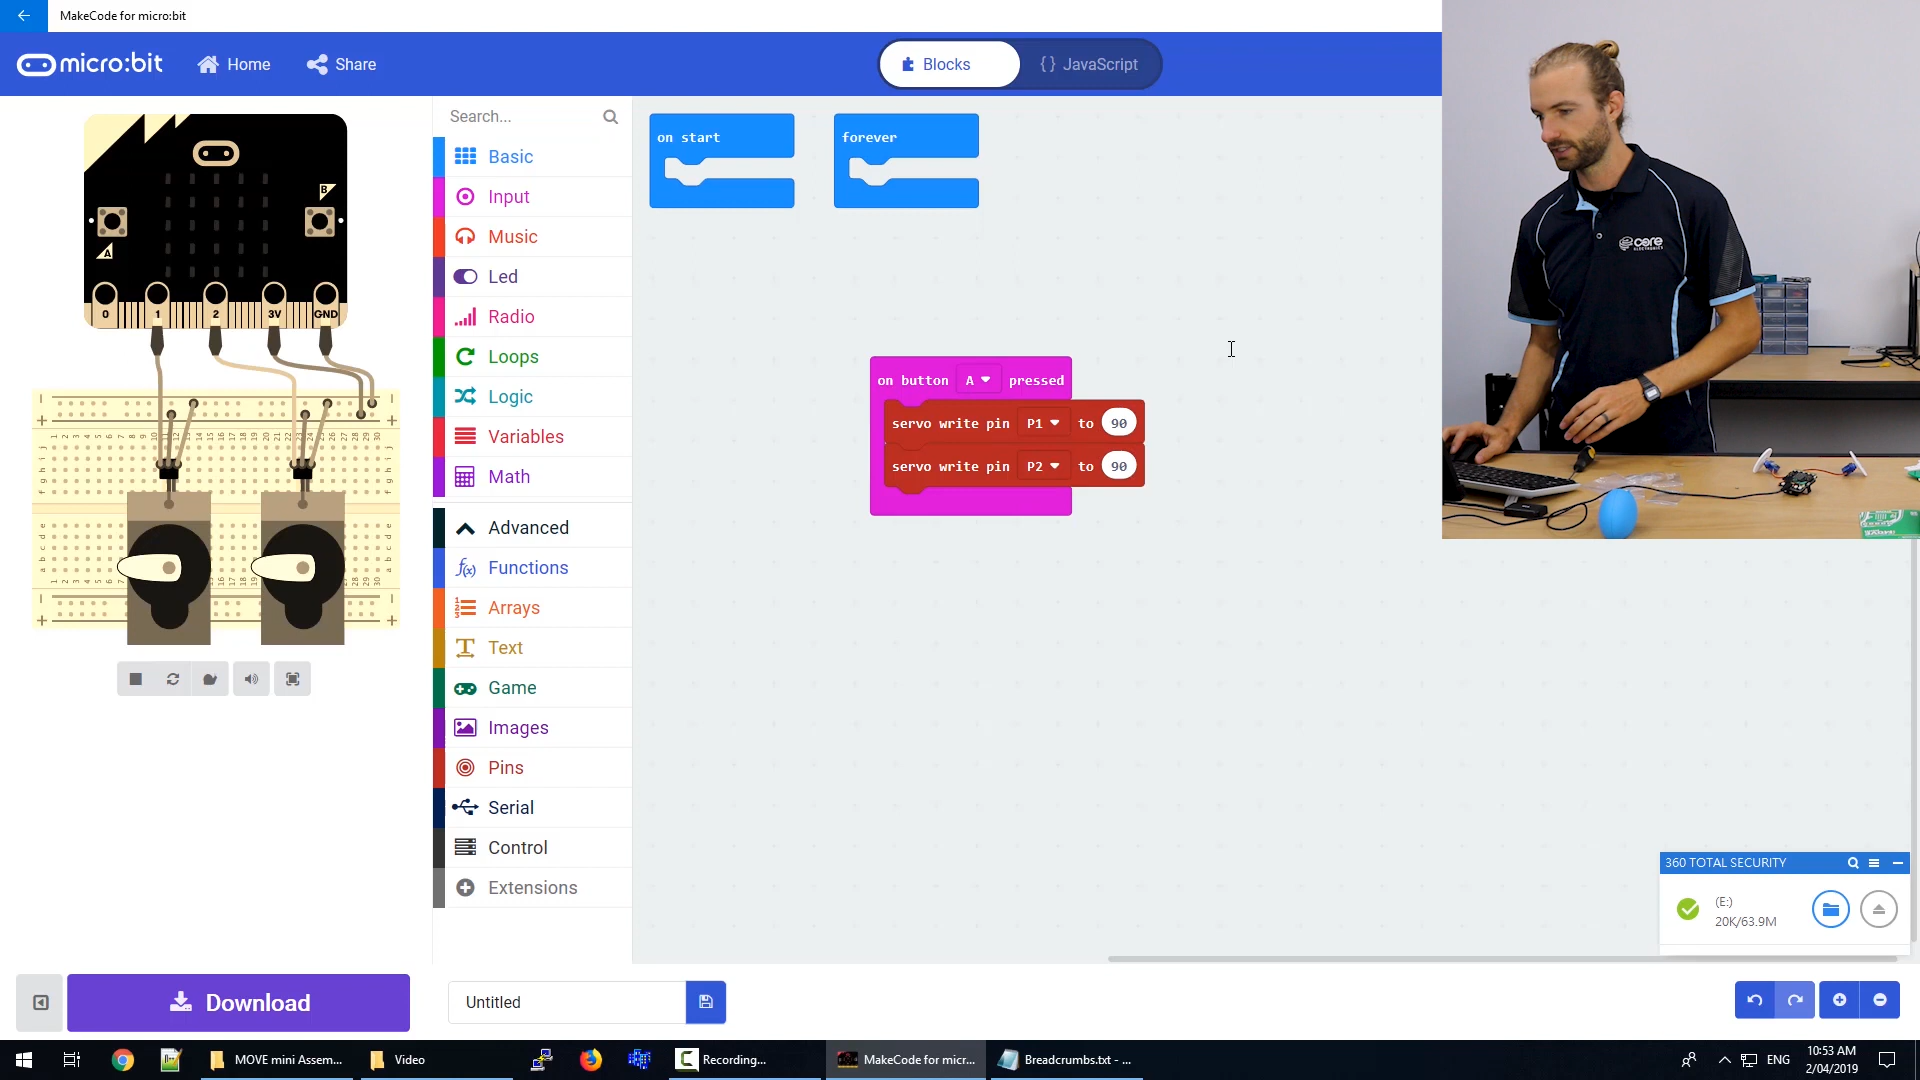 MakeCode for micro:bit
micro:bit
Home
Share
Blocks
{} JavaScript
Search...
Basic
Input
Music
Led
Radio
Loops
Logic
Variables
Math
Advanced
Functions
Arrays
Text
Game
Images
Pins
Serial
Control
Extensions
on start
forever
on button A pressed
servo write pin P1 to 90
servo write pin P2 to 90
A
B
0 1 2 3V GND
core
ELECTRONICS
360 TOTAL SECURITY
(E:)
20K/63.9M
Download
Untitled
MOVE mini Assem...
Video
Recording...
MakeCode for micr...
Breadcrumbs.txt - ...
ENG
10:53 AM
2/04/2019